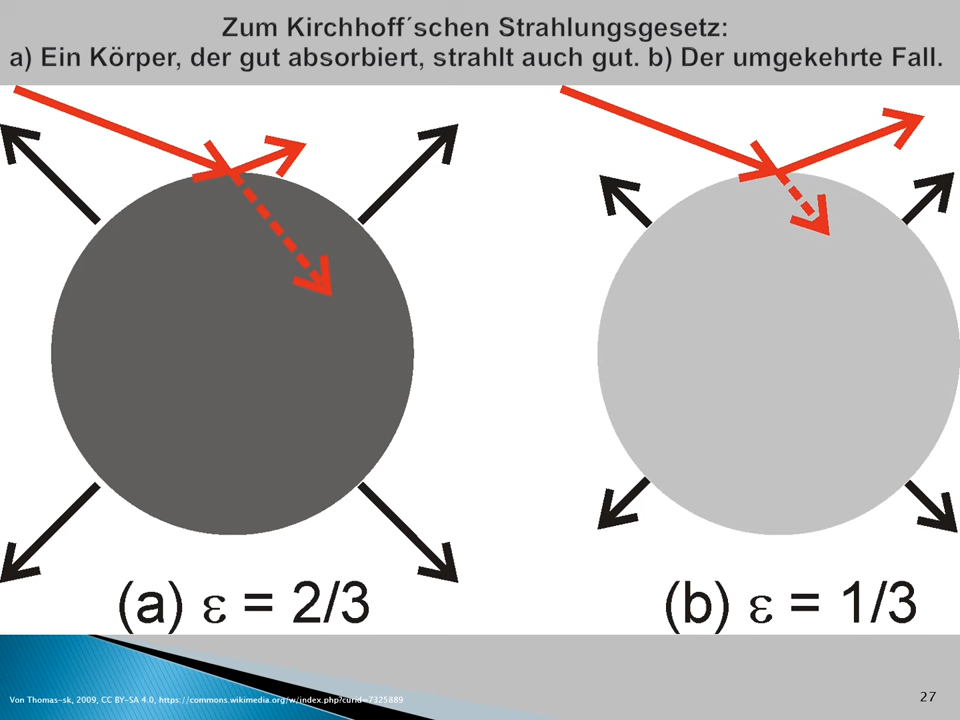 Zum Kirchhoff´schen Strahlungsgesetz:
a) Ein Körper, der gut absorbiert, strahlt auch gut. b) Der umgekehrte Fall.
(a) ε = 2/3
(b) ε = 1/3
Von Thomas-sk, 2009, CC BY-SA 4.0, https://commons.wikimedia.org/w/index.php?curid=7325889
27